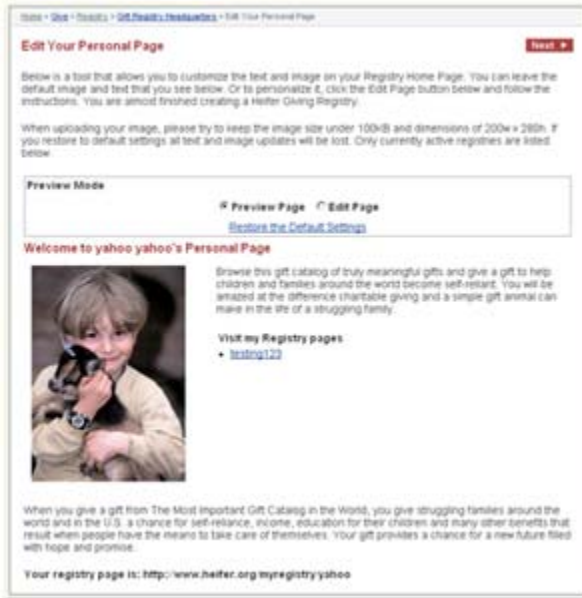 Home > Give > Registry > Gift Registry Headquarters > Edit Your Personal Page
Edit Your Personal Page
Next
Below is a tool that allows you to customize the text and image on your Registry Home Page. You can leave the
default image and text that you see below. Or to personalize it, click the Edit Page button below and follow the
instructions. You are almost finished creating a Heifer Giving Registry.
When uploading your image, please try to keep the image size under 100kB and dimensions of 200w x 280h. If
you restore to default settings all text and image updates will be lost. Only currently active registries are listed
below.
Preview Mode
Preview Page Edit Page
Restore the Default Settings
Welcome to yahoo yahoo's Personal Page
Browse this gift catalog of truly meaningful gifts and give a gift to help
children and families around the world become self-reliant. You will be
amazed at the difference charitable giving and a simple gift animal can
make in the life of a struggling family.
Visit my Registry pages
• testing123
When you give a gift from The Most Important Gift Catalog in the World, you give struggling families around the
world and in the U.S. a chance for self-reliance, income, education for their children and many other benefits that
result when people have the means to take care of themselves. Your gift provides a chance for a new future filled
with hope and promise.
Your registry page is: http://www.heifer.org/myregistry/yahoo